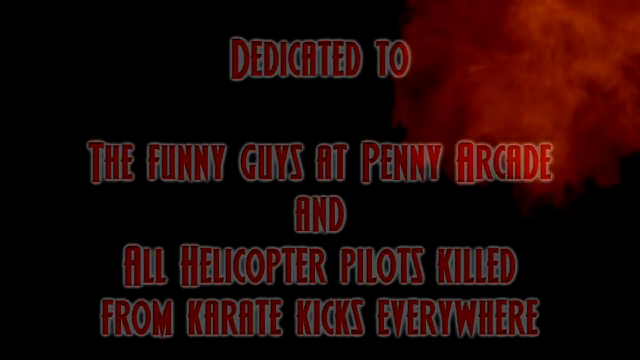 Dedicated to
The funny guys at Penny Arcade
and
All Helicopter pilots killed
from karate kicks everywhere